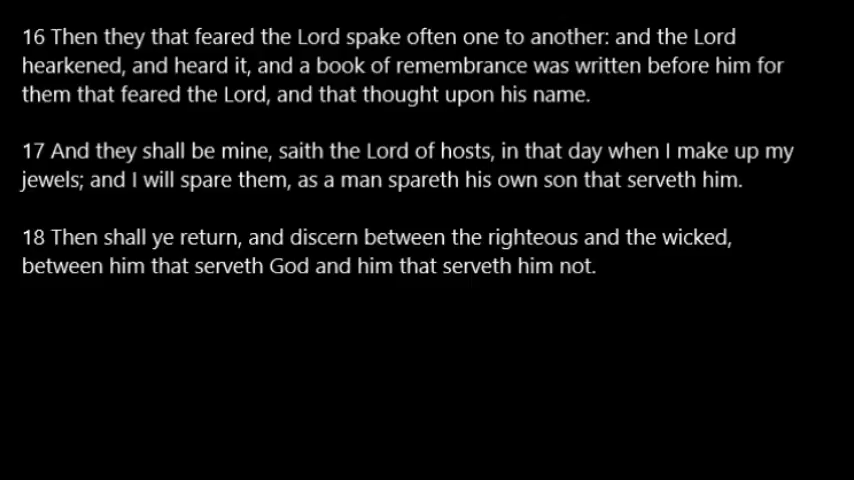 16 Then they that feared the Lord spake often one to another: and the Lord
hearkened, and heard it, and a book of remembrance was written before him for
them that feared the Lord, and that thought upon his name.
17 And they shall be mine, saith the Lord of hosts, in that day when I make up my
jewels; and I will spare them, as a man spareth his own son that serveth him.
18 Then shall ye return, and discern between the righteous and the wicked,
between him that serveth God and him that serveth him not.